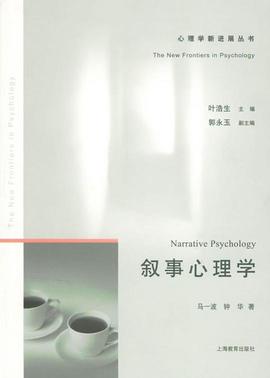 心理学新进展丛书
The New Frontiers in Psychology
叶浩生 主编
郭永玉 副主编
The New Frontiers in Psychology
Narrative Psychology
叙事心理学
马一波 钟 华 著
上海教育出版社